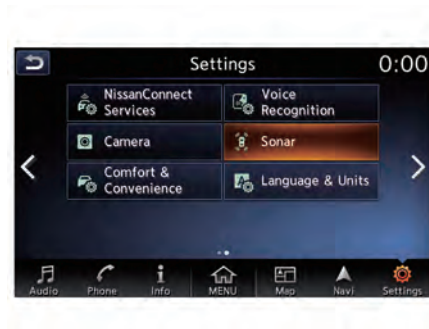 Settings
0:00
NissanConnect
Services
Voice
Recognition
Camera
Sonar
Comfort &
Convenience
Language & Units
Audio
Phone
Info
MENU
Map
Navi
Settings